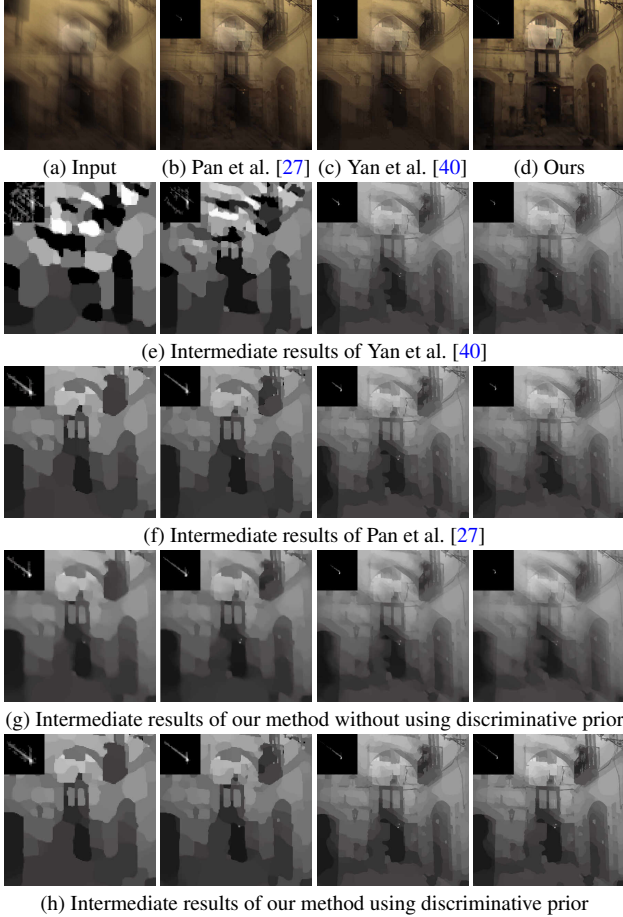 (a) Input (b) Pan et al. [27] (c) Yan et al. [40] (d) Ours
(e) Intermediate results of Yan et al. [40]
(f) Intermediate results of Pan et al. [27]
(g) Intermediate results of our method without using discriminative prior
(h) Intermediate results of our method using discriminative prior